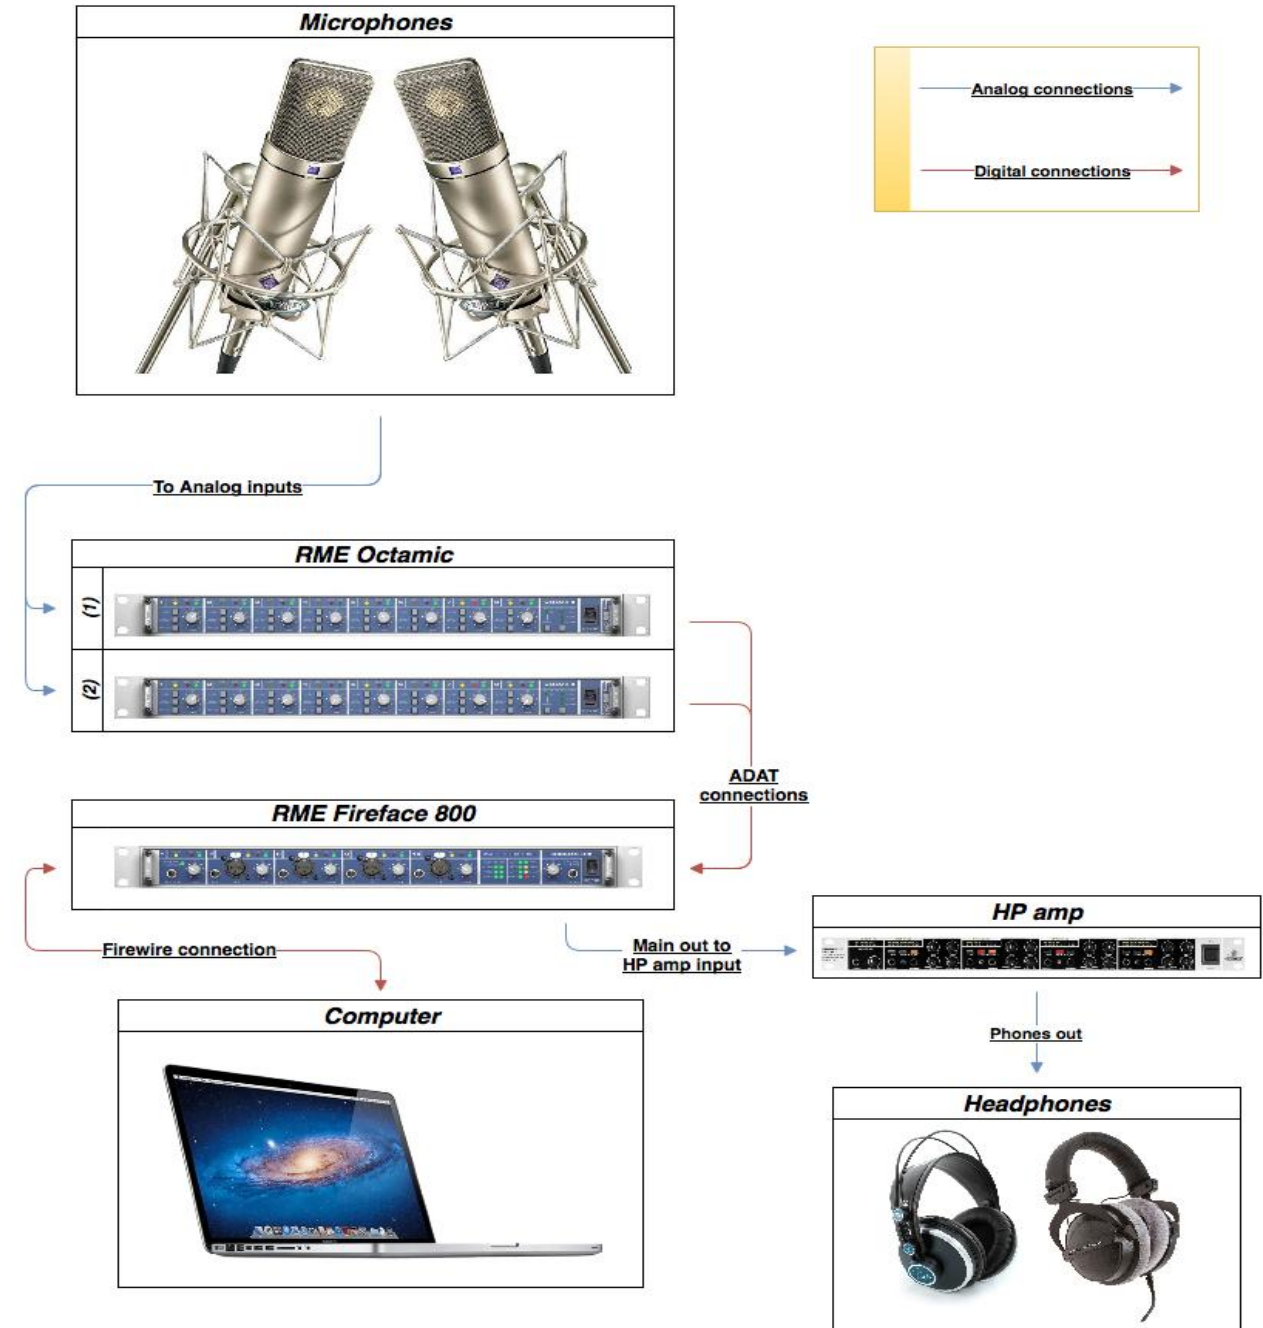 Microphones
Analog connections
Digital connections
To Analog inputs
RME Octamic
(1)
(2)
ADAT
connections
RME Fireface 800
Firewire connection
Main out to
HP amp input
HP amp
Phones out
Computer
Headphones